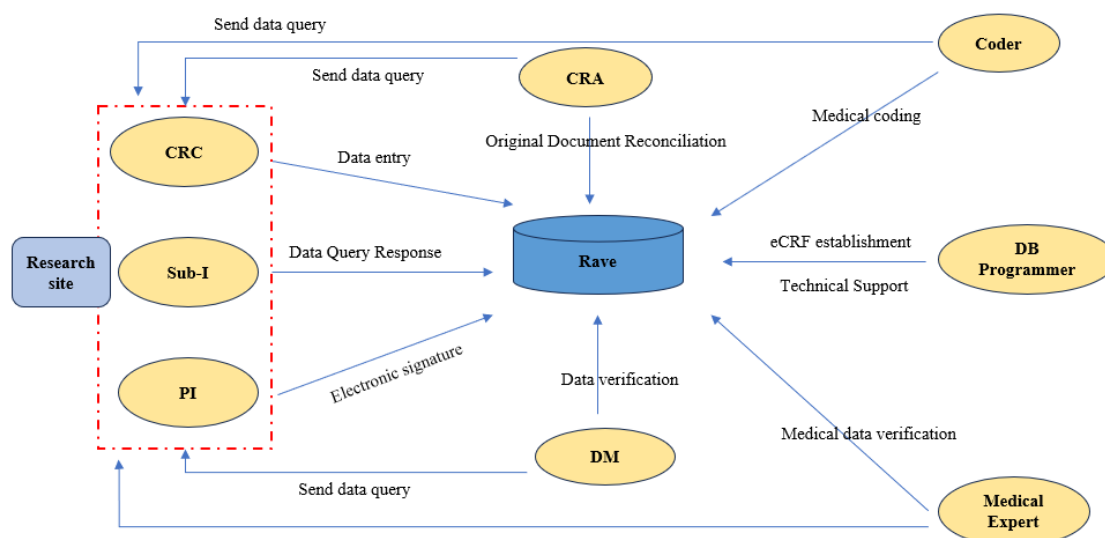 Send data query
Coder
Send data query
CRA
Medical coding
Original Document Reconciliation
CRC
Data entry
Research
site
Sub-I
Data Query Response
Rave
eCRF establishment
DB
Programmer
Technical Support
PI
Electronic signature
Data verification
Medical data verification
DM
Send data query
Medical
Expert